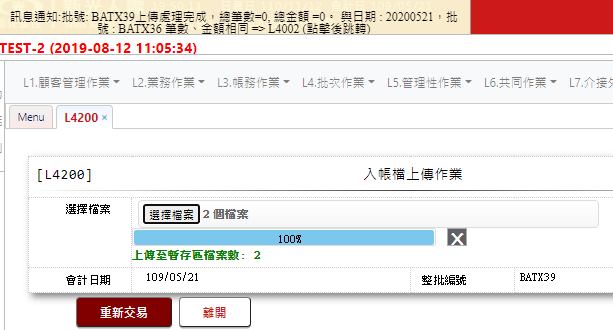 訊息通知:批號: BATX39上傳處理完成，總筆數=0, 總金額 =0。 與日期 : 20200521，批
號 : BATX36 筆數、金額相同 => L4002 (點擊後跳轉)
TEST-2 (2019-08-12 11:05:34)
L1.顧客管理作業 L2.業務作業 L3.帳務作業 L4.批次作業 L5.管理性作業 L6.共同作業 L7.介接外
Menu L4200 ×
[L4200] 入帳檔上傳作業
選擇檔案 選擇檔案 2 個檔案
100% X
上傳至暫存區檔案數: 2
會計日期 109/05/21 整批編號 BATX39
重新交易 離開